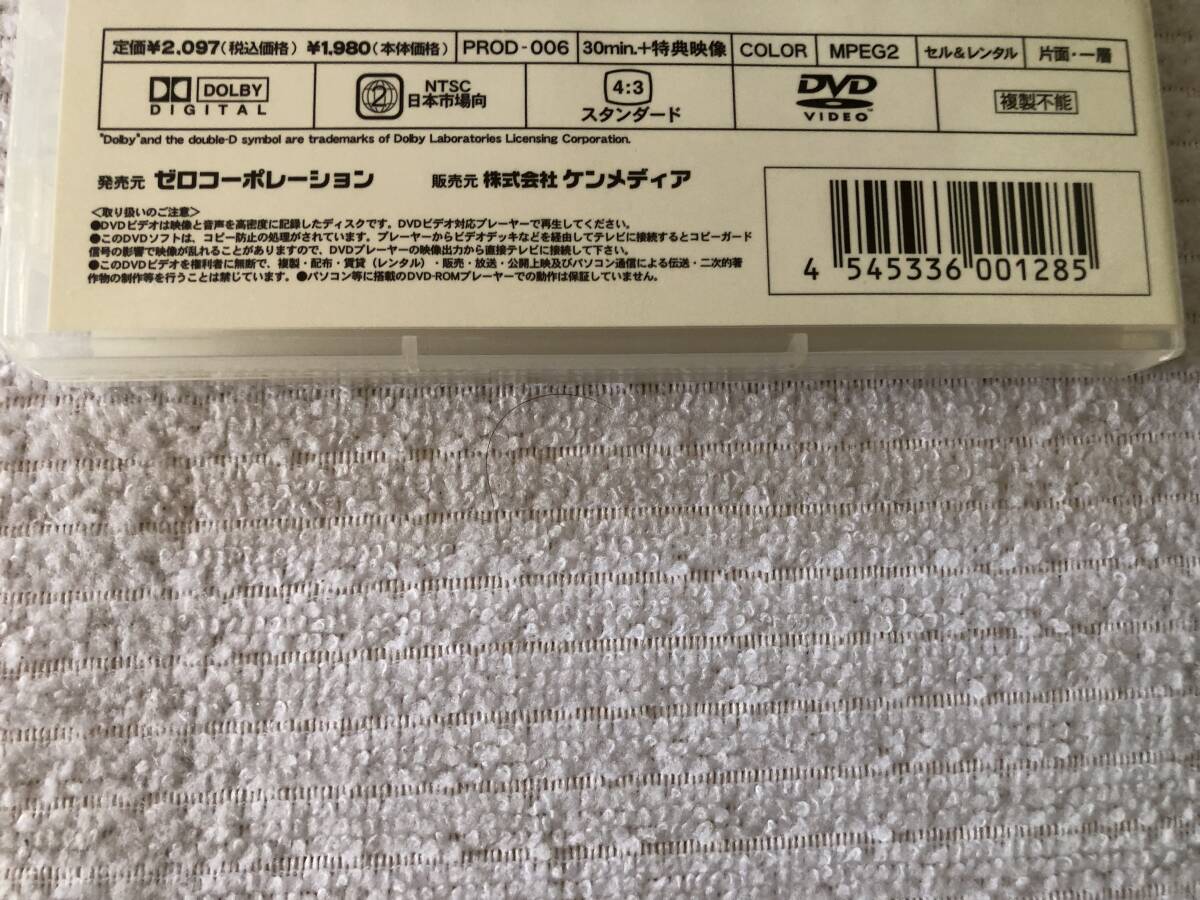 定価¥2,097(税込価格) ¥1,980(本体価格) PROD-006 30min.+特典映像 COLOR MPEG2 セル&レンタル 片面・一層
DOLBY DIGITAL 2 NTSC 日本市場向 4:3 スタンダード DVD VIDEO 複製不能
"Dolby"and the double-D symbol are trademarks of Dolby Laboratories Licensing Corporation.
発売元 ゼロコーポレーション 販売元 株式会社 ケンメディア
<取り扱いのご注意>
●DVDビデオは映像と音声を高密度に記録したディスクです。DVDビデオ対応プレーヤーで再生してください。
●このDVDソフトは、コピー防止の処理がされています。プレーヤーからビデオデッキなどを経由してテレビに接続するとコピーガード
信号の影響で映像が乱れることがありますので、DVDプレーヤーの映像出力から直接テレビに接続して下さい。
●このDVDビデオを権利者に無断で、複製・配布・賃貸(レンタル)・販売・放送・公開上映及びパソコン通信による伝送・二次的著
作物の制作等を行うことは禁じています。●パソコン等に搭載のDVD-ROMプレーヤーでの動作は保証していません。
4 545336 001285